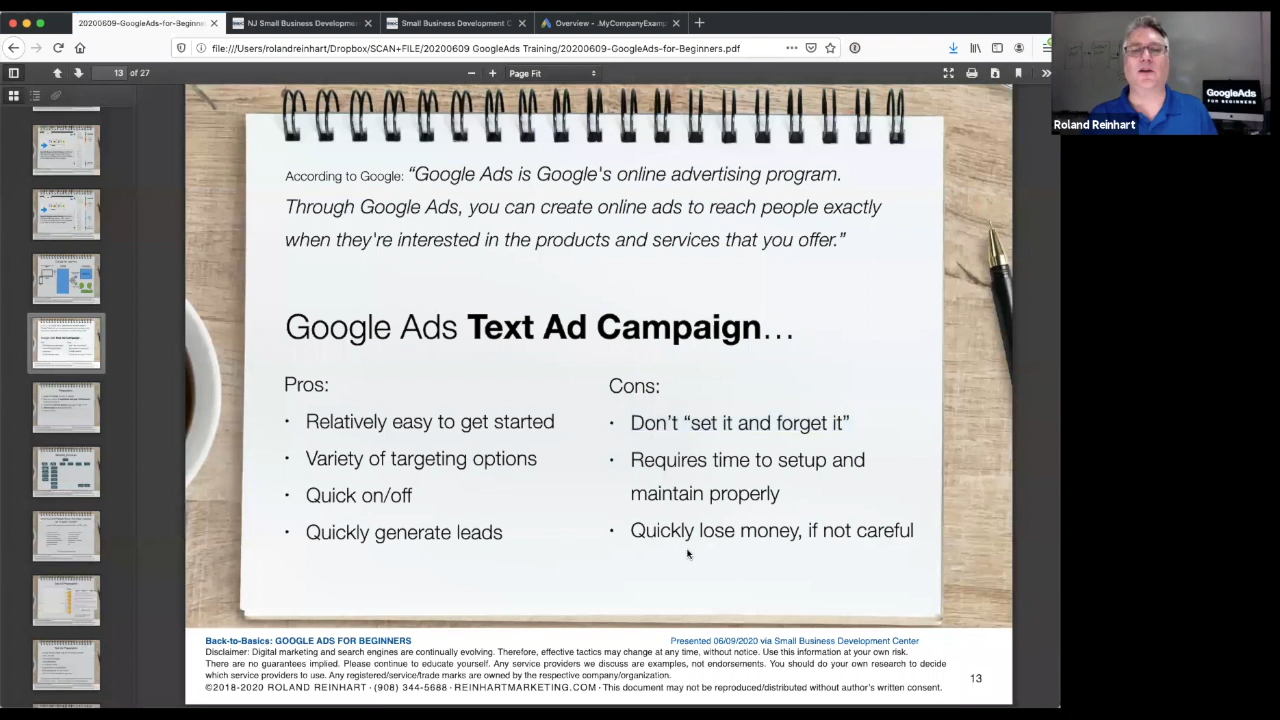 20200609-GoogleAds-for-Beginne
NJ Small Business Developme
Small Business Development C
Overview - .MyCompanyExamp
file:///Users/rolandreinhart/Dropbox/SCAN+FILE/20200609 GoogleAds Training/20200609-GoogleAds-for-Beginners.pdf
13 of 27
Page Fit
GoogleAds
FOR BEGINNERS
Roland Reinhart
According to Google: “Google Ads is Google's online advertising program.
Through Google Ads, you can create online ads to reach people exactly
when they're interested in the products and services that you offer.”
Google Ads Text Ad Campaign…
Pros:
• Relatively easy to get started
• Variety of targeting options
• Quick on/off
• Quickly generate leads
Cons:
• Don’t “set it and forget it”
• Requires time to setup and
maintain properly
• Quickly lose money, if not careful
Back-to-Basics: GOOGLE ADS FOR BEGINNERS
Presented 06/09/2020 via Small Business Development Center
Disclaimer: Digital marketing and search engines are continually evolving. Therefore, effective tactics may change at any time, without notice. Use this information at your own risk.
There are no guarantees implied. Please continue to educate yourself. Any service providers we discuss are examples, not endorsements. You should do your own research to decide
which service providers to use. Any registered/service/trade marks are owned by the respective company/organization.
©2018-2020 ROLAND REINHART · (908) 344-5688 · REINHARTMARKETING.COM · This document may not be reproduced/distributed without author's written consent.
13